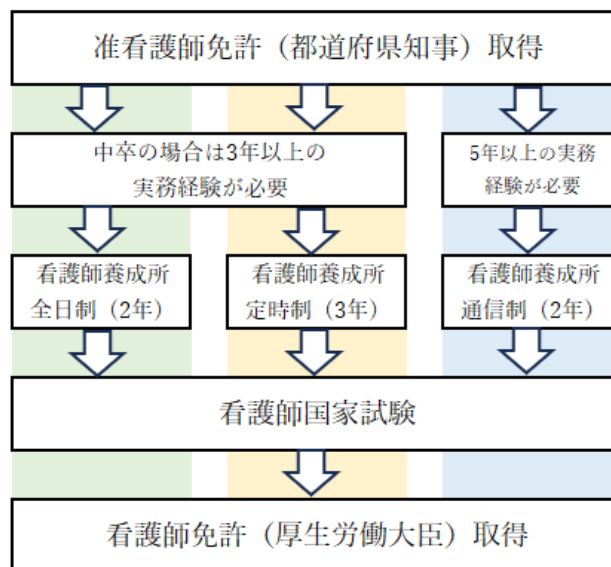 准看護師免許（都道府県知事）取得
中卒の場合は3年以上の
実務経験が必要
5年以上の実務
経験が必要
看護師養成所
全日制（2年）
看護師養成所
定時制（3年）
看護師養成所
通信制（2年）
看護師国家試験
看護師免許（厚生労働大臣）取得